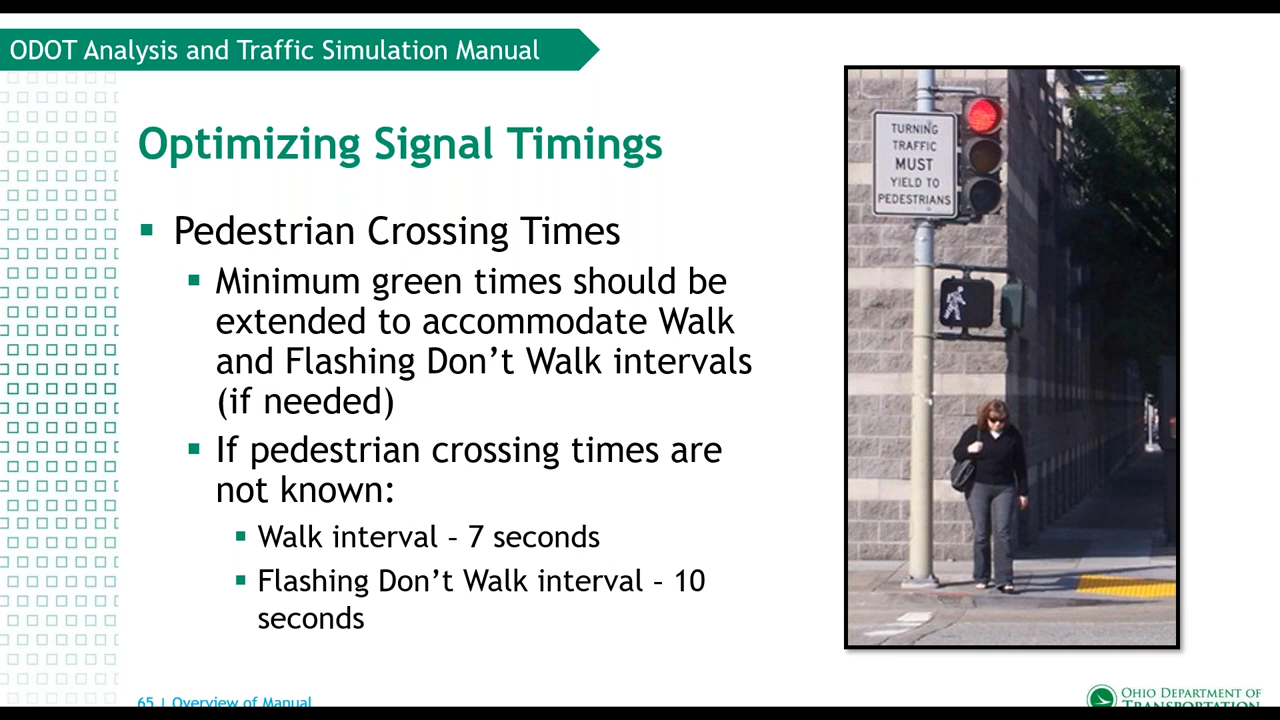 ODOT Analysis and Traffic Simulation Manual
Optimizing Signal Timings
Pedestrian Crossing Times
Minimum green times should be
extended to accommodate Walk
and Flashing Don’t Walk intervals
(if needed)
If pedestrian crossing times are
not known:
Walk interval – 7 seconds
Flashing Don’t Walk interval – 10
seconds
TURNING
TRAFFIC
MUST
YIELD TO
PEDESTRIANS
65 | Overview of Manual
OHIO DEPARTMENT OF
TRANSPORTATION